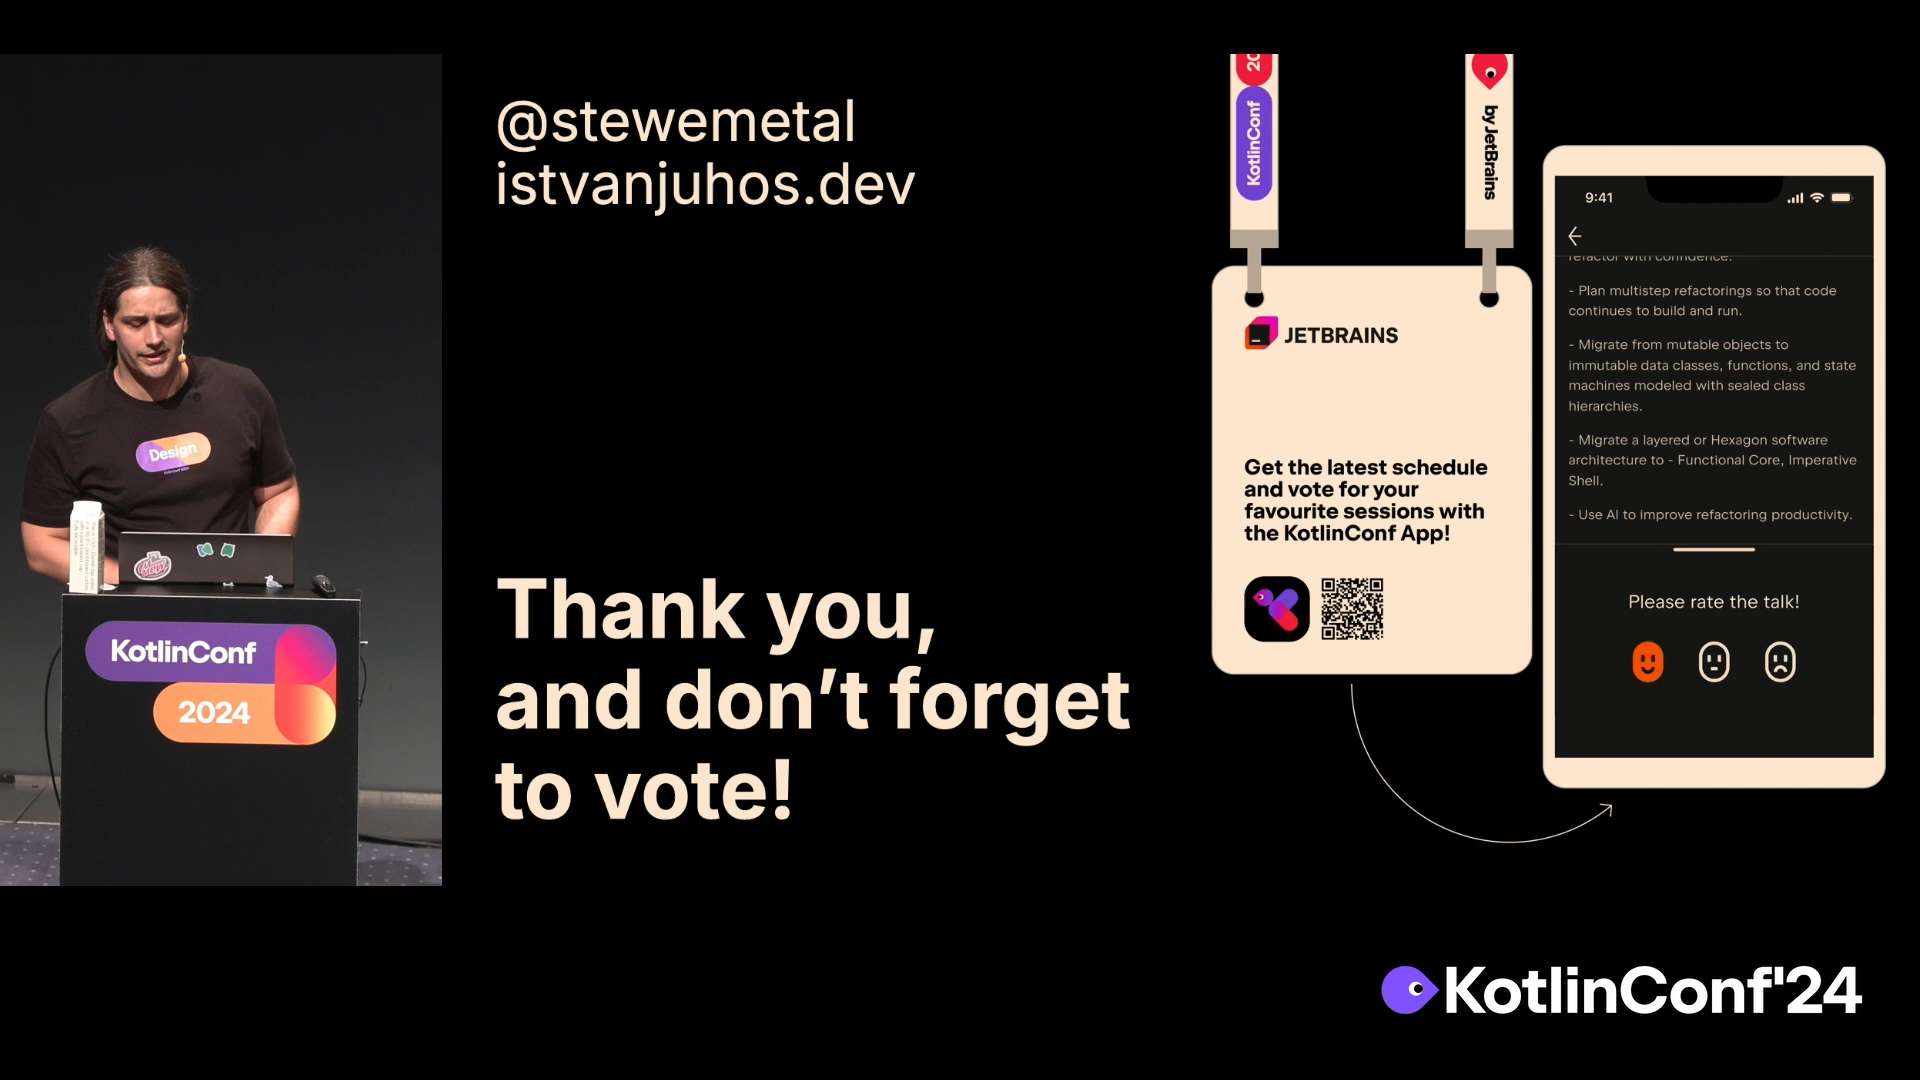 @stewemetal
istvanjuhos.dev
Thank you,
and don’t forget
to vote!
KotlinConf
20
by JetBrains
JETBRAINS
Get the latest schedule
and vote for your
favourite sessions with
the KotlinConf App!
9:41
refactor with confidence.
- Plan multistep refactorings so that code
continues to build and run.
- Migrate from mutable objects to
immutable data classes, functions, and state
machines modeled with sealed class
hierarchies.
- Migrate a layered or Hexagon software
architecture to - Functional Core, Imperative
Shell.
- Use AI to improve refactoring productivity.
Please rate the talk!
Design
KotlinConf
2024
KotlinConf'24